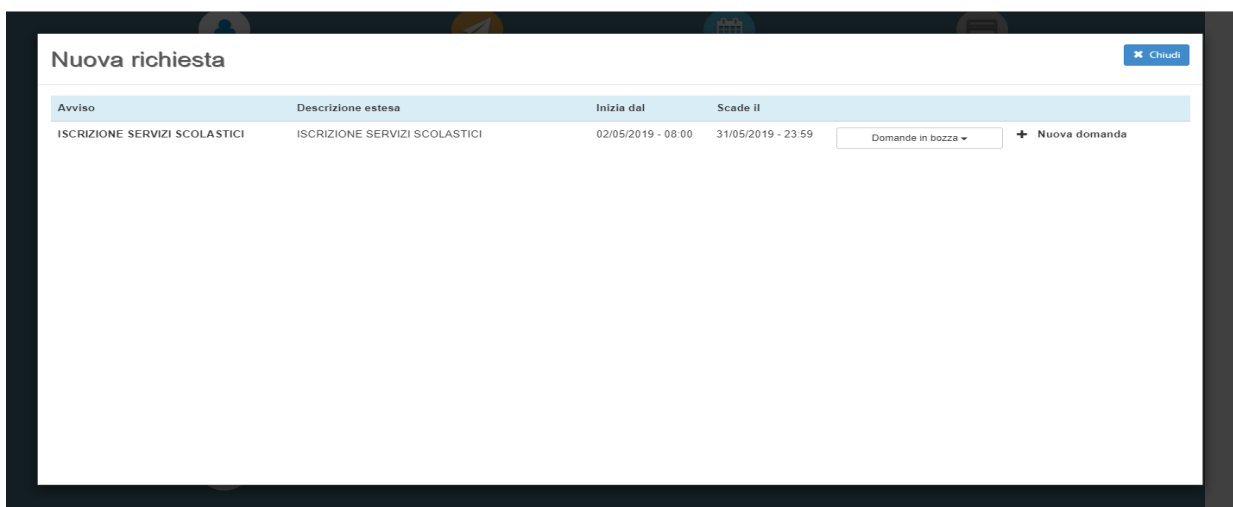 Nuova richiesta
✖ Chiudi
Avviso Descrizione estesa Inizia dal Scade il
ISCRIZIONE SERVIZI SCOLASTICI ISCRIZIONE SERVIZI SCOLASTICI 02/05/2019 - 08:00 31/05/2019 - 23:59 Domande in bozza + Nuova domanda